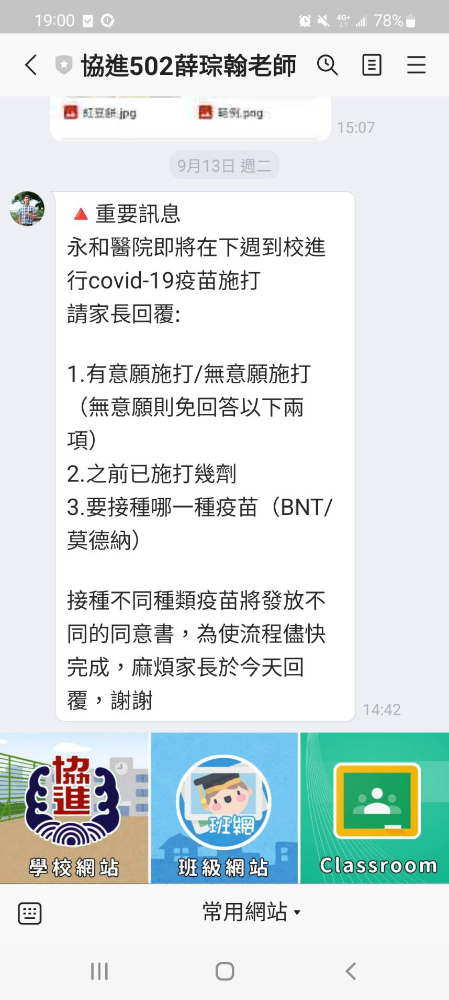 19:00
4G+
78%
協進502薛琮翰老師
紅豆餅.jpg
範例.png
15:07
9月13日 週二
🔺重要訊息
永和醫院即將在下週到校進
行covid-19疫苗施打
請家長回覆:
1.有意願施打/無意願施打
（無意願則免回答以下兩
項）
2.之前已施打幾劑
3.要接種哪一種疫苗（BNT/
莫德納）
接種不同種類疫苗將發放不
同的同意書，為使流程儘快
完成，麻煩家長於今天回
覆，謝謝
14:42
協進
學校網站
班網
班級網站
Classroom
常用網站